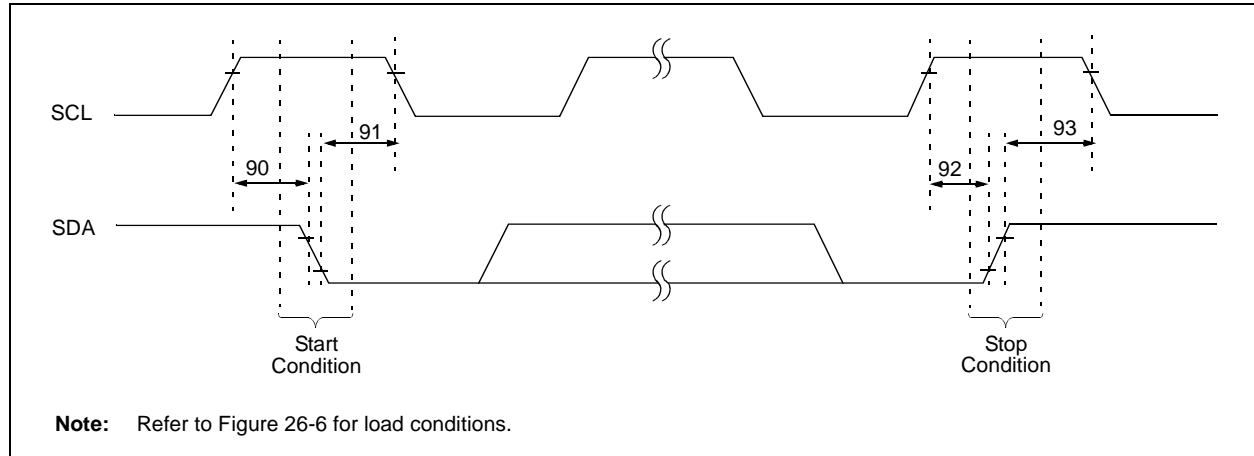 SCL
91
93
90
92
SDA
Start
Condition
Stop
Condition
Note: Refer to Figure 26-6 for load conditions.